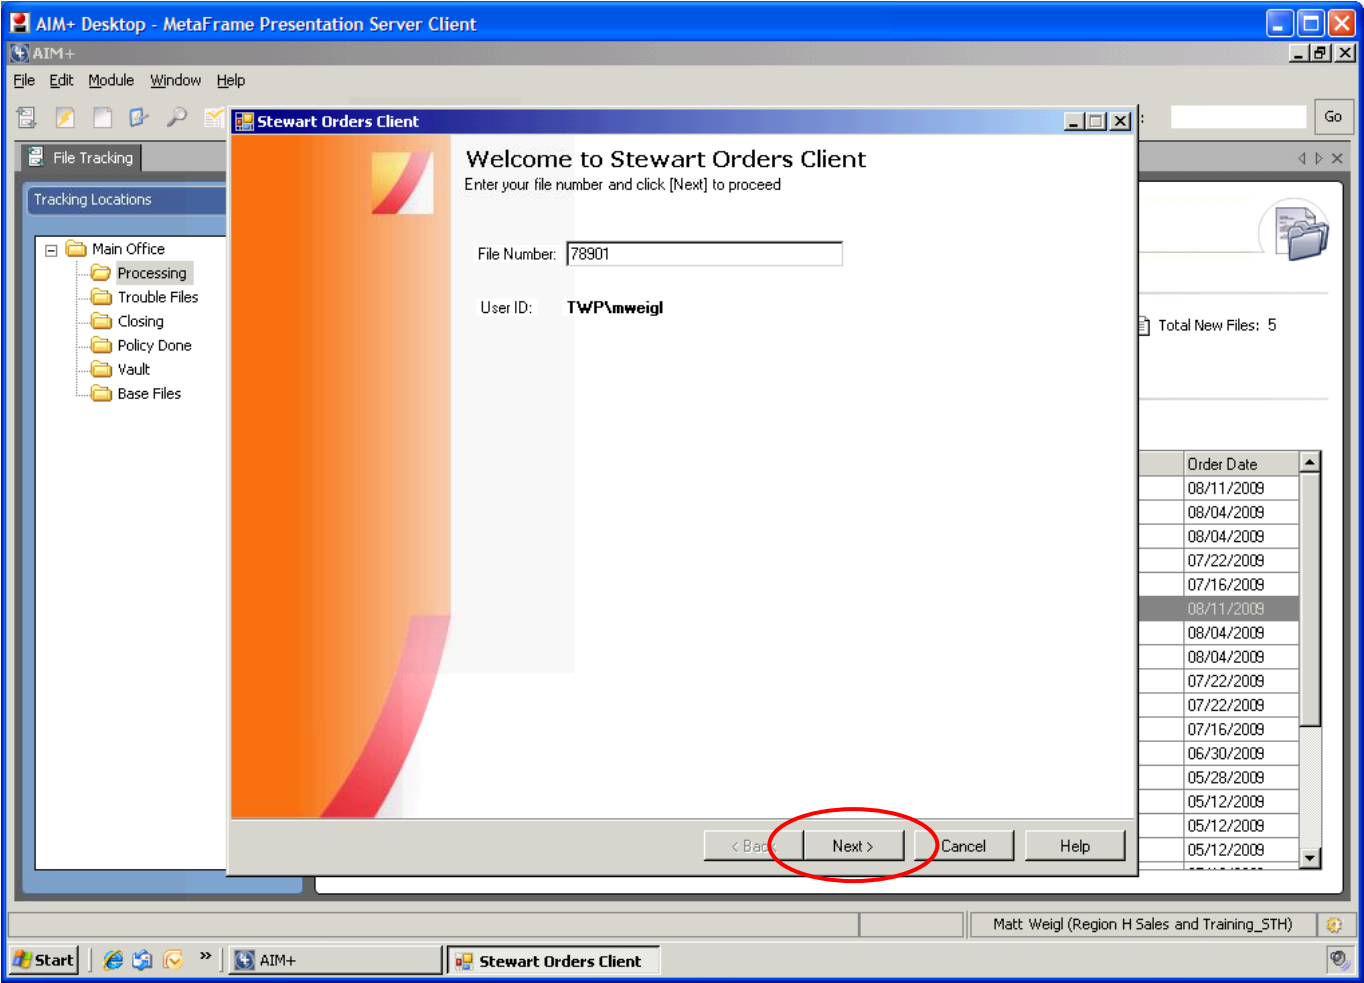 AIM+ Desktop - MetaFrame Presentation Server Client
AIM+
File Edit Module Window Help
Go
File Tracking
Tracking Locations
Main Office
Processing
Trouble Files
Closing
Policy Done
Vault
Base Files
Stewart Orders Client
Welcome to Stewart Orders Client
Enter your file number and click [Next] to proceed
File Number: 78901
User ID: TWP\mweigl
< Back Next > Cancel Help
Total New Files: 5
Order Date
08/11/2009
08/04/2009
08/04/2009
07/22/2009
07/16/2009
08/11/2009
08/04/2009
08/04/2009
07/22/2009
07/22/2009
07/16/2009
06/30/2009
05/28/2009
05/12/2009
05/12/2009
05/12/2009
Matt Weigl (Region H Sales and Training_STH)
Start
AIM+
Stewart Orders Client